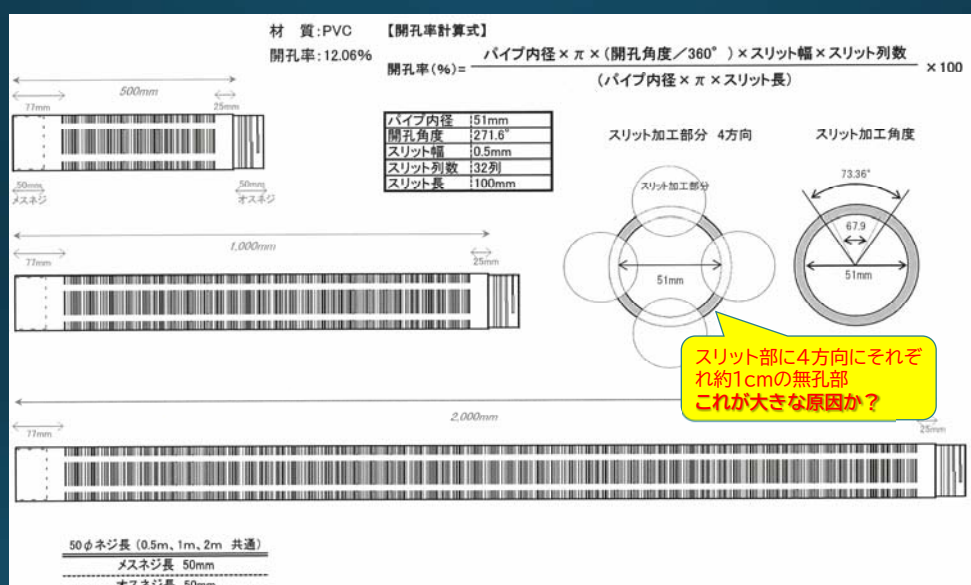 材 質:PVC
開孔率:12.06%
【開孔率計算式】
開孔率(%)=
パイプ内径×π×(開孔角度/360°)×スリット幅×スリット列数
(パイプ内径×π×スリット長)
×100
500mm
77mm
25mm
50mm
メスネジ
50mm
オスネジ
パイプ内径 51mm
開孔角度 271.6°
スリット幅 0.5mm
スリット列数 32列
スリット長 100mm
スリット加工部分 4方向
スリット加工部分
51mm
スリット加工角度
73.36°
67.9
51mm
1,000mm
77mm
25mm
スリット部に4方向にそれぞ
れ約1cmの無孔部
これが大きな原因か?
2,000mm
77mm
25mm
50φネジ長(0.5m、1m、2m 共通)
メスネジ長 50mm
オスネジ長 50mm